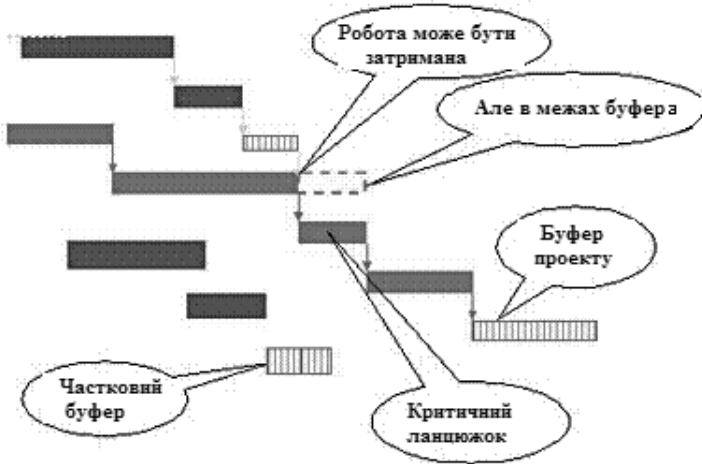 Робота може бути
затримана
Але в межах буфера
Буфер
проекту
Частковий
буфер
Критичний
ланцюжок